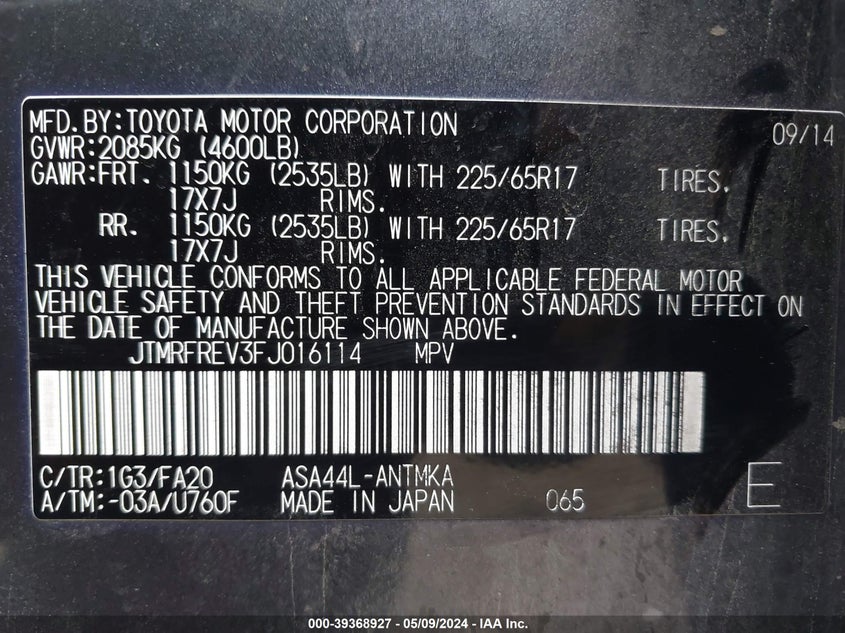 MFD.BY:TOYOTA MOTOR CORPORATION 09/14
GVWR:2085KG (4600LB)
GAWR:FRT. 1150KG (2535LB) WITH 225/65R17 TIRES.
17X7J RIMS.
RR. 1150KG (2535LB) WITH 225/65R17 TIRES.
17X7J RIMS.
THIS VEHICLE CONFORMS TO ALL APPLICABLE FEDERAL MOTOR
VEHICLE SAFETY AND THEFT PREVENTION STANDARDS IN EFFECT ON
THE DATE OF MANUFACTURE SHOWN ABOVE.
JTMRFREV3FJ016114 MPV
C/TR:1G3/FA20 ASA44L-ANTMKA
A/TM:-03A/U760F MADE IN JAPAN 065 E
000-39368927 - 05/09/2024 - IAA Inc.